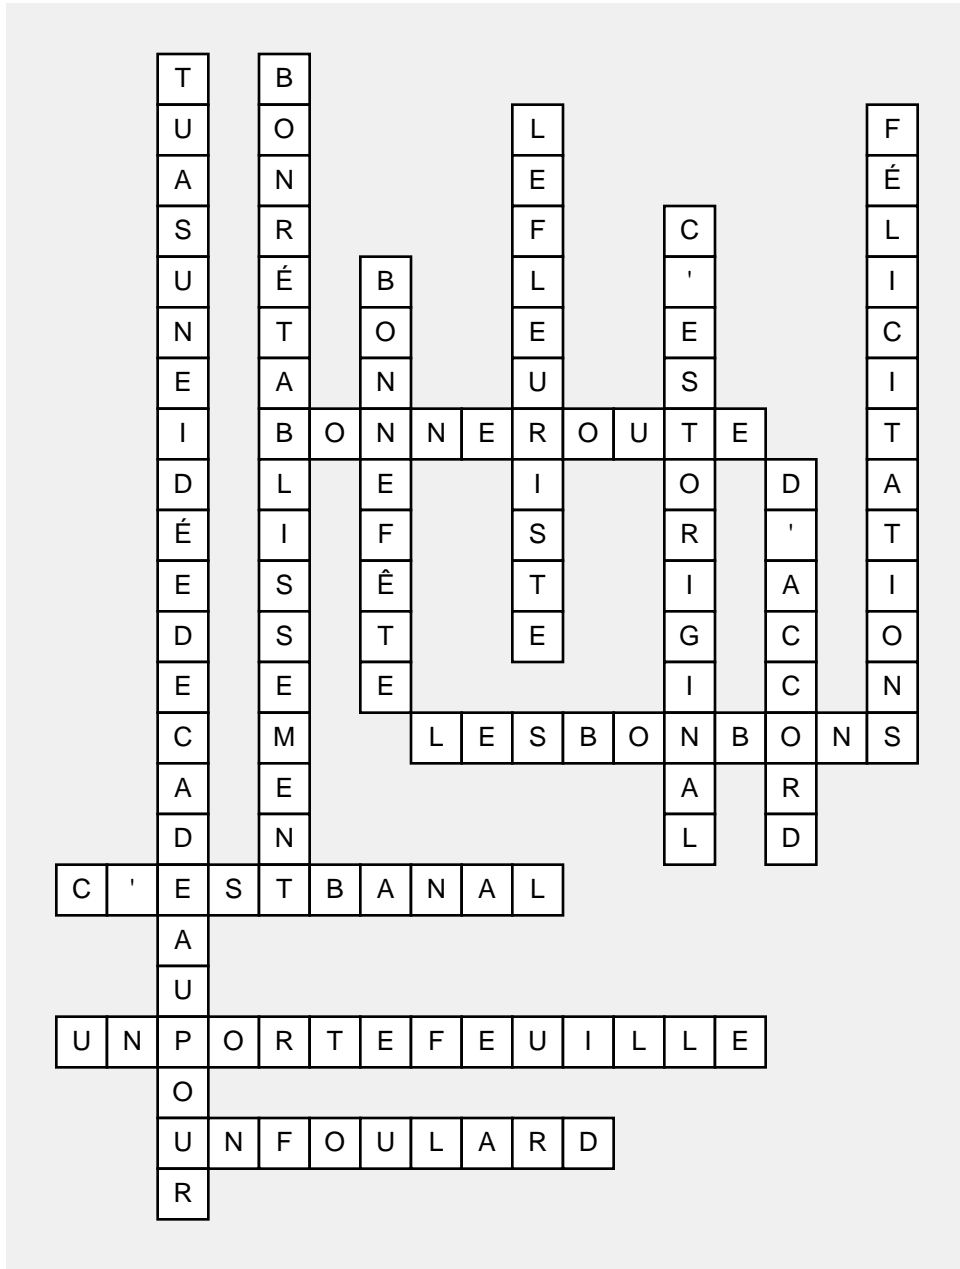 TUASUNEIDÉEDECADEAUPOUR
BONRÉTABLISSEMENT
LEFLEURISTE
FÉLICITATIONS
C'ESTORIGINAL
BONNEFÊTE
BONNEROUTE
D'ACCORD
LESBONBONS
C'ESTBANAL
UNPORTEFEUILLE
UNFOULARD